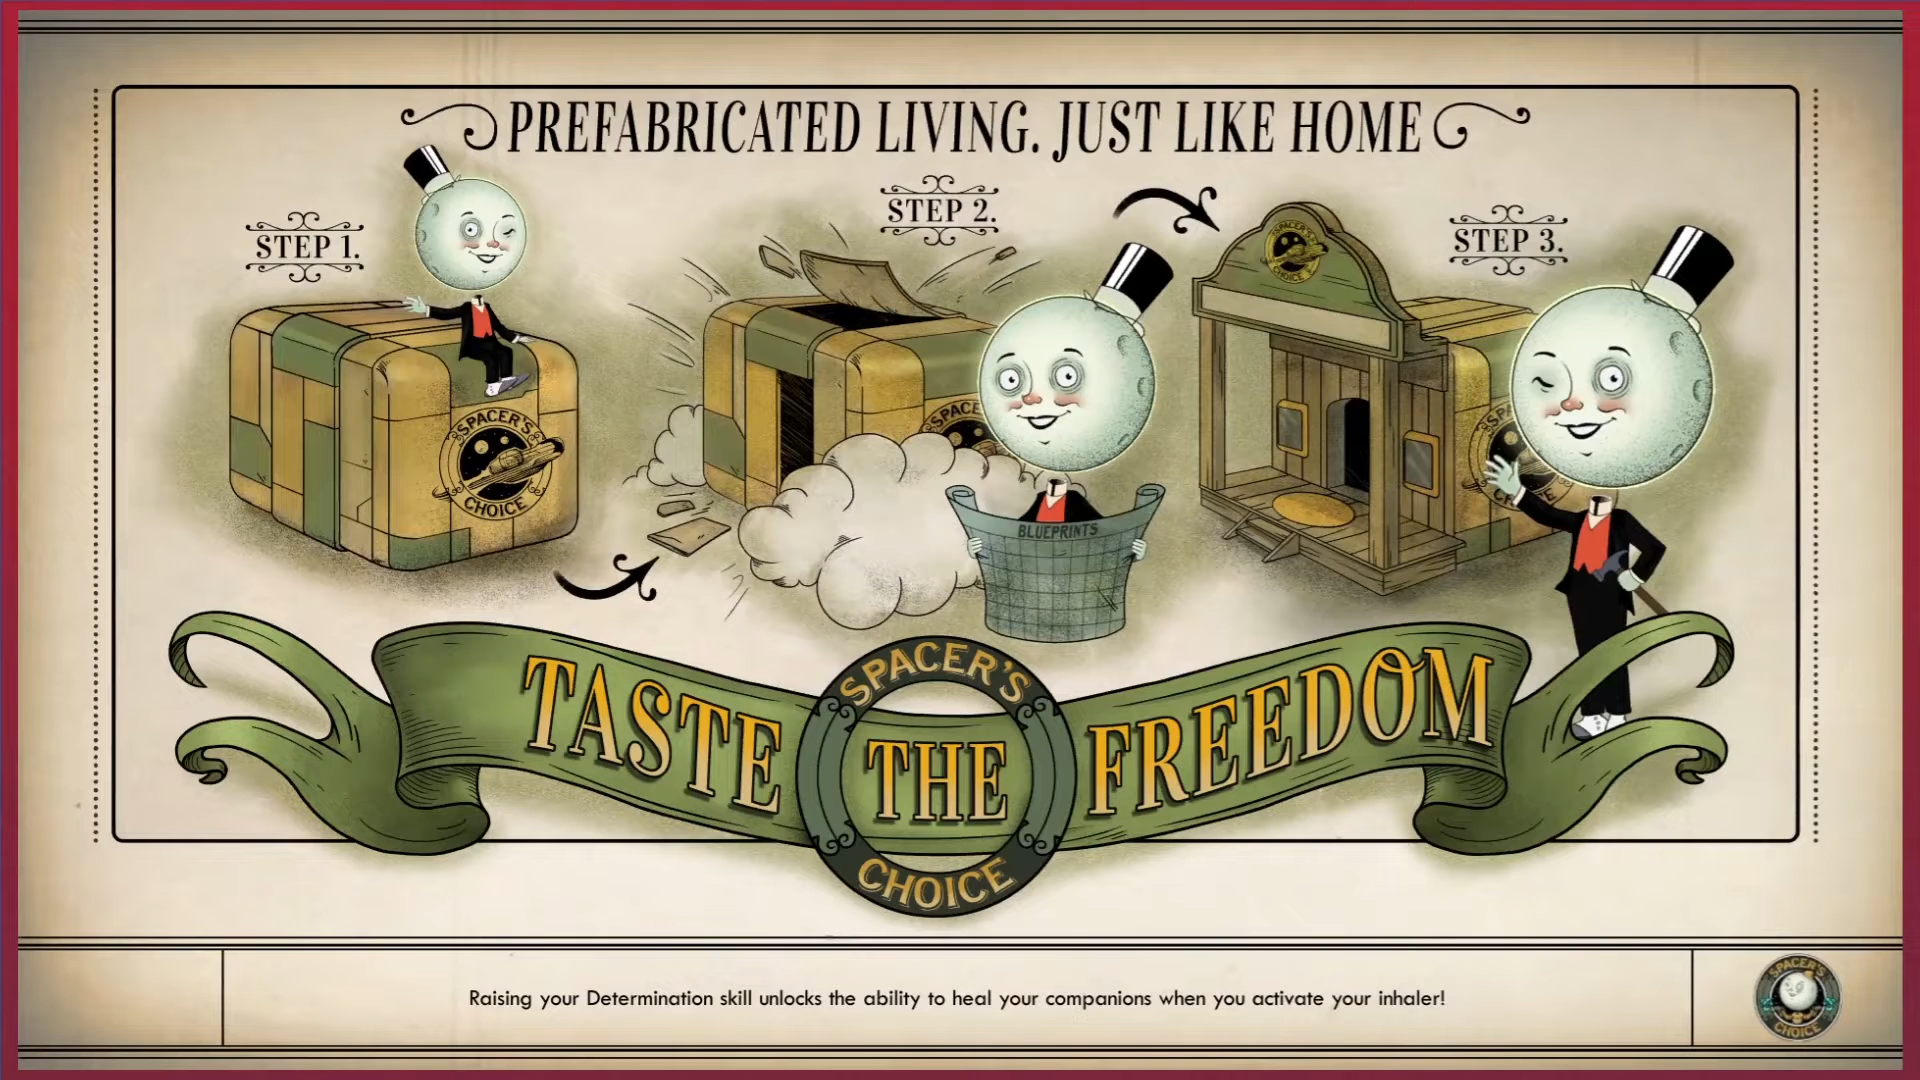 PREFABRICATED LIVING. JUST LIKE HOME
STEP 1.
STEP 2.
STEP 3.
SPACER'S
CHOICE
SPACE
SPACER'S
CHOICE
BLUEPRINTS
TASTE THE FREEDOM
SPACER'S
CHOICE
Raising your Determination skill unlocks the ability to heal your companions when you activate your inhaler!
SPACER'S
CHOICE